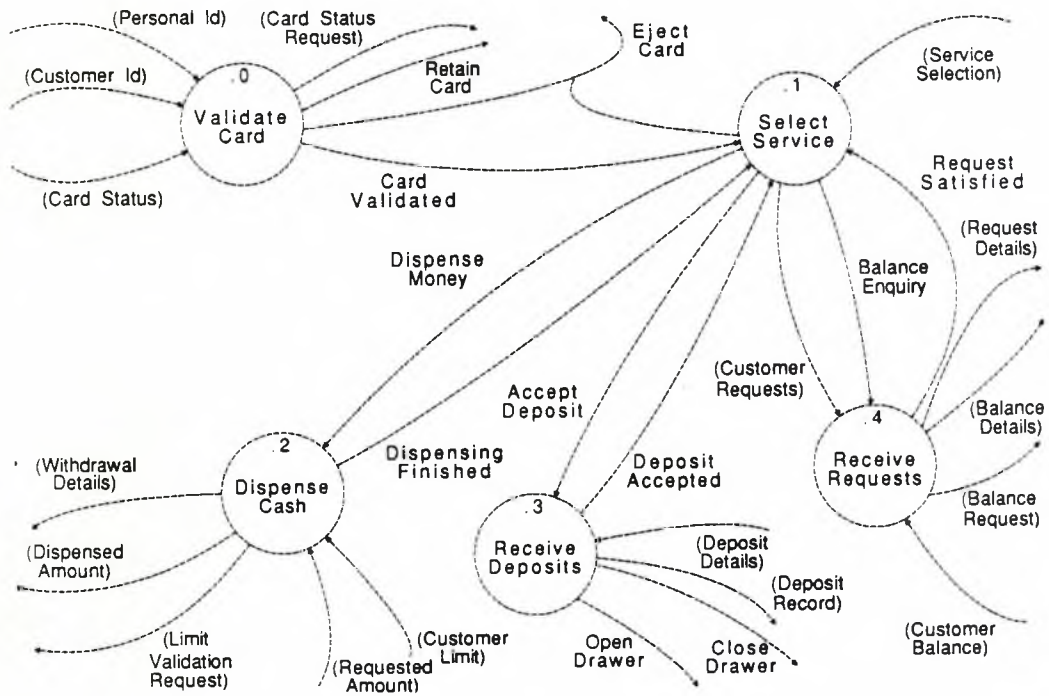 (Personal Id)
(Card Status
Request)
Eject
Card
(Service
Selection)
(Customer Id)
Retain
Card
.0
Validate
Card
.1
Select
Service
(Card Status)
Card
Validated
Request
Satisfied
(Request
Details)
Dispense
Money
Balance
Enquiry
(Customer
Requests)
Accept
Deposit
(Balance
Details)
.2
Dispense
Cash
Dispensing
Finished
Deposit
Accepted
.4
Receive
Requests
(Withdrawal
Details)
(Balance
Request)
.3
Receive
Deposits
(Dispensed
Amount)
(Deposit
Details)
(Deposit
Record)
(Limit
Validation
Request)
(Requested
Amount)
(Customer
Limit)
Open
Drawer
Close
Drawer
(Customer
Balance)